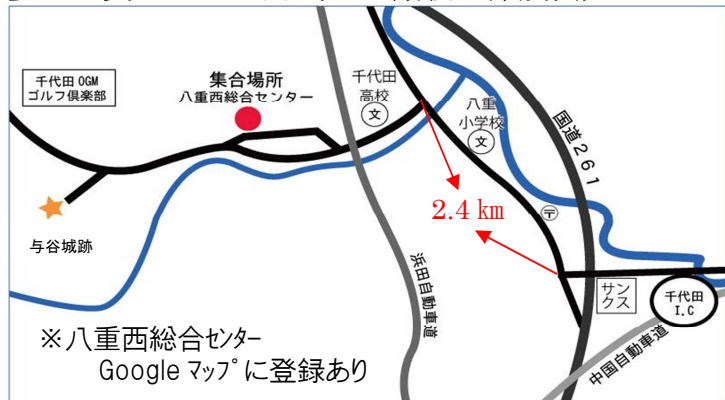 千代田 OGM
ゴルフ倶楽部
集合場所
八重西総合センター
千代田
高校
文
八重
小学校
文
国道261
2.4 ㎞
〒
与谷城跡
浜田自動車道
サン
クス
千代田
I.C
中国自動車道
※八重西総合ｾﾝﾀｰ
Google マップに登録あり